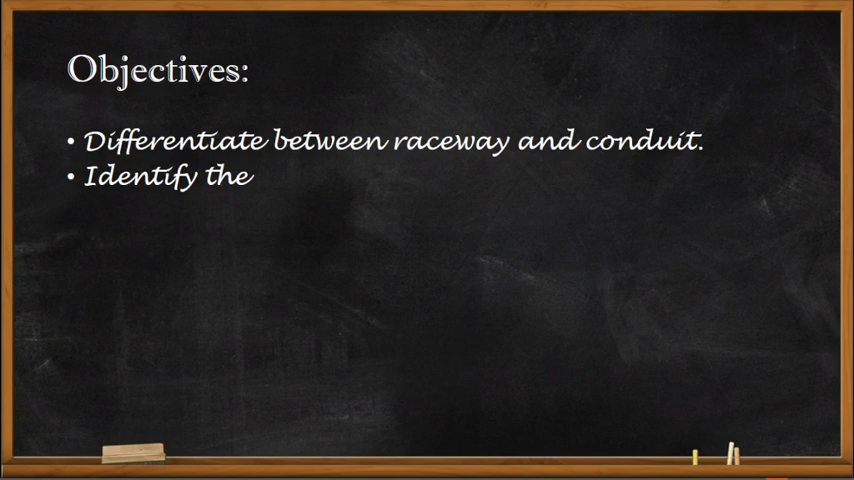 Objectives:
• Differentiate between raceway and conduit.
• Identify the